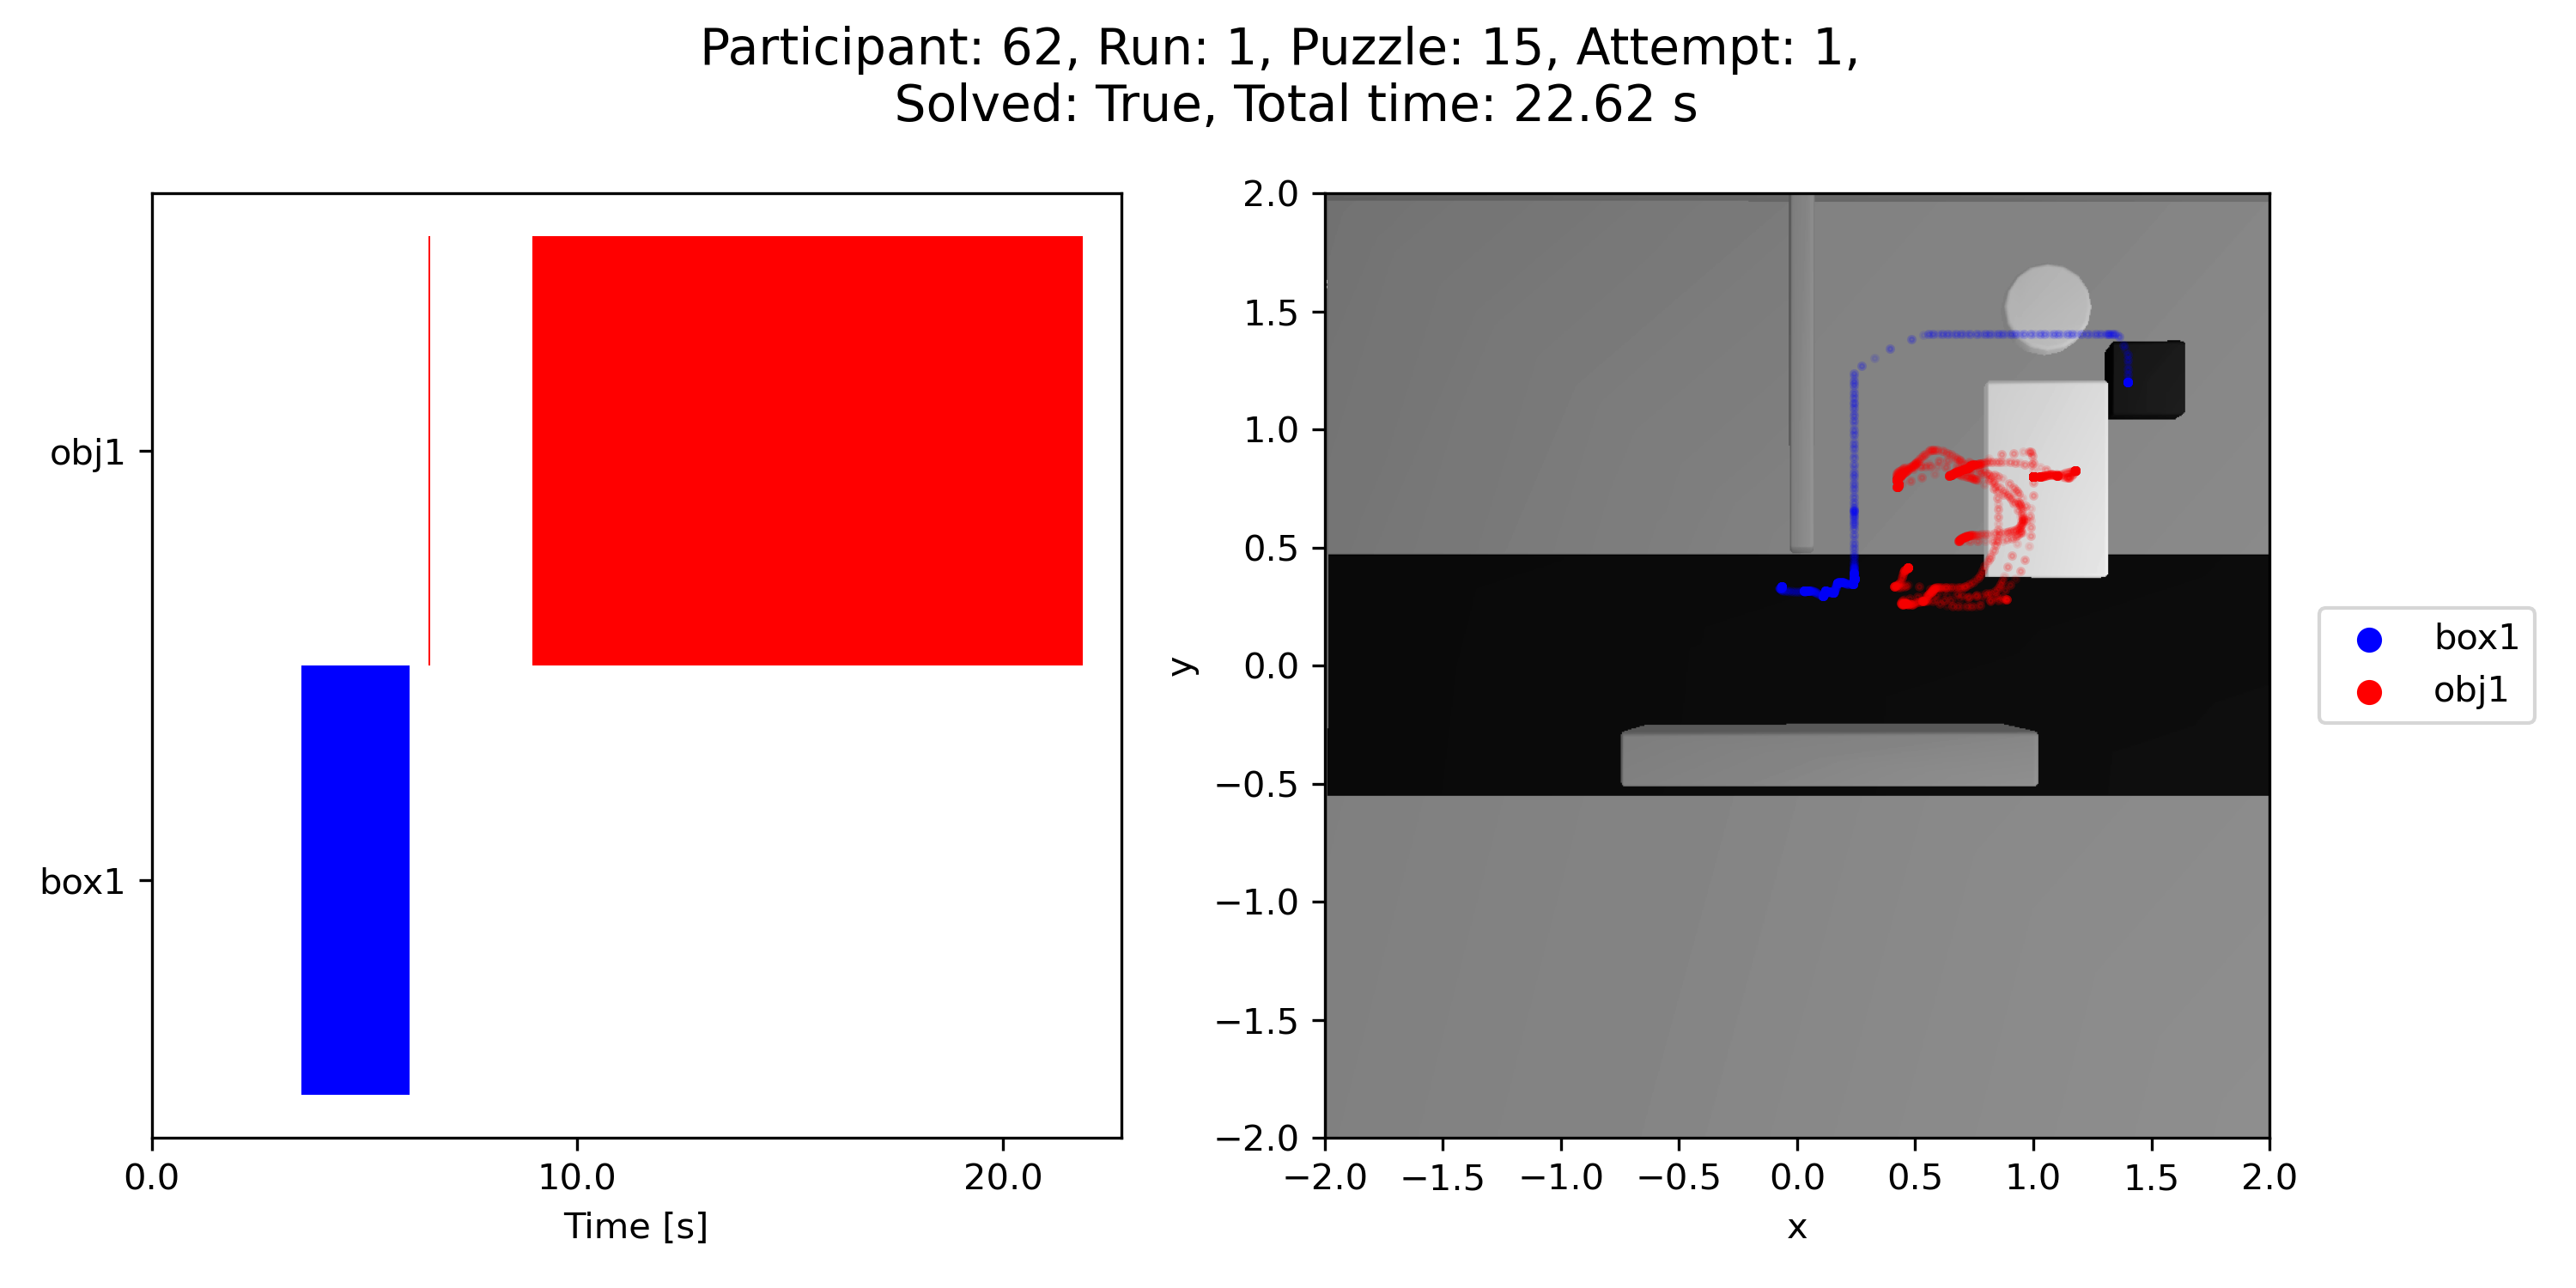 Participant: 62, Run: 1, Puzzle: 15, Attempt: 1,
Solved: True, Total time: 22.62 s
obj1
box1
0.0 10.0 20.0
Time [s]
2.0
1.5
1.0
0.5
0.0
−0.5
−1.0
−1.5
−2.0
y
−2.0 −1.5 −1.0 −0.5 0.0 0.5 1.0 1.5 2.0
x
box1
obj1